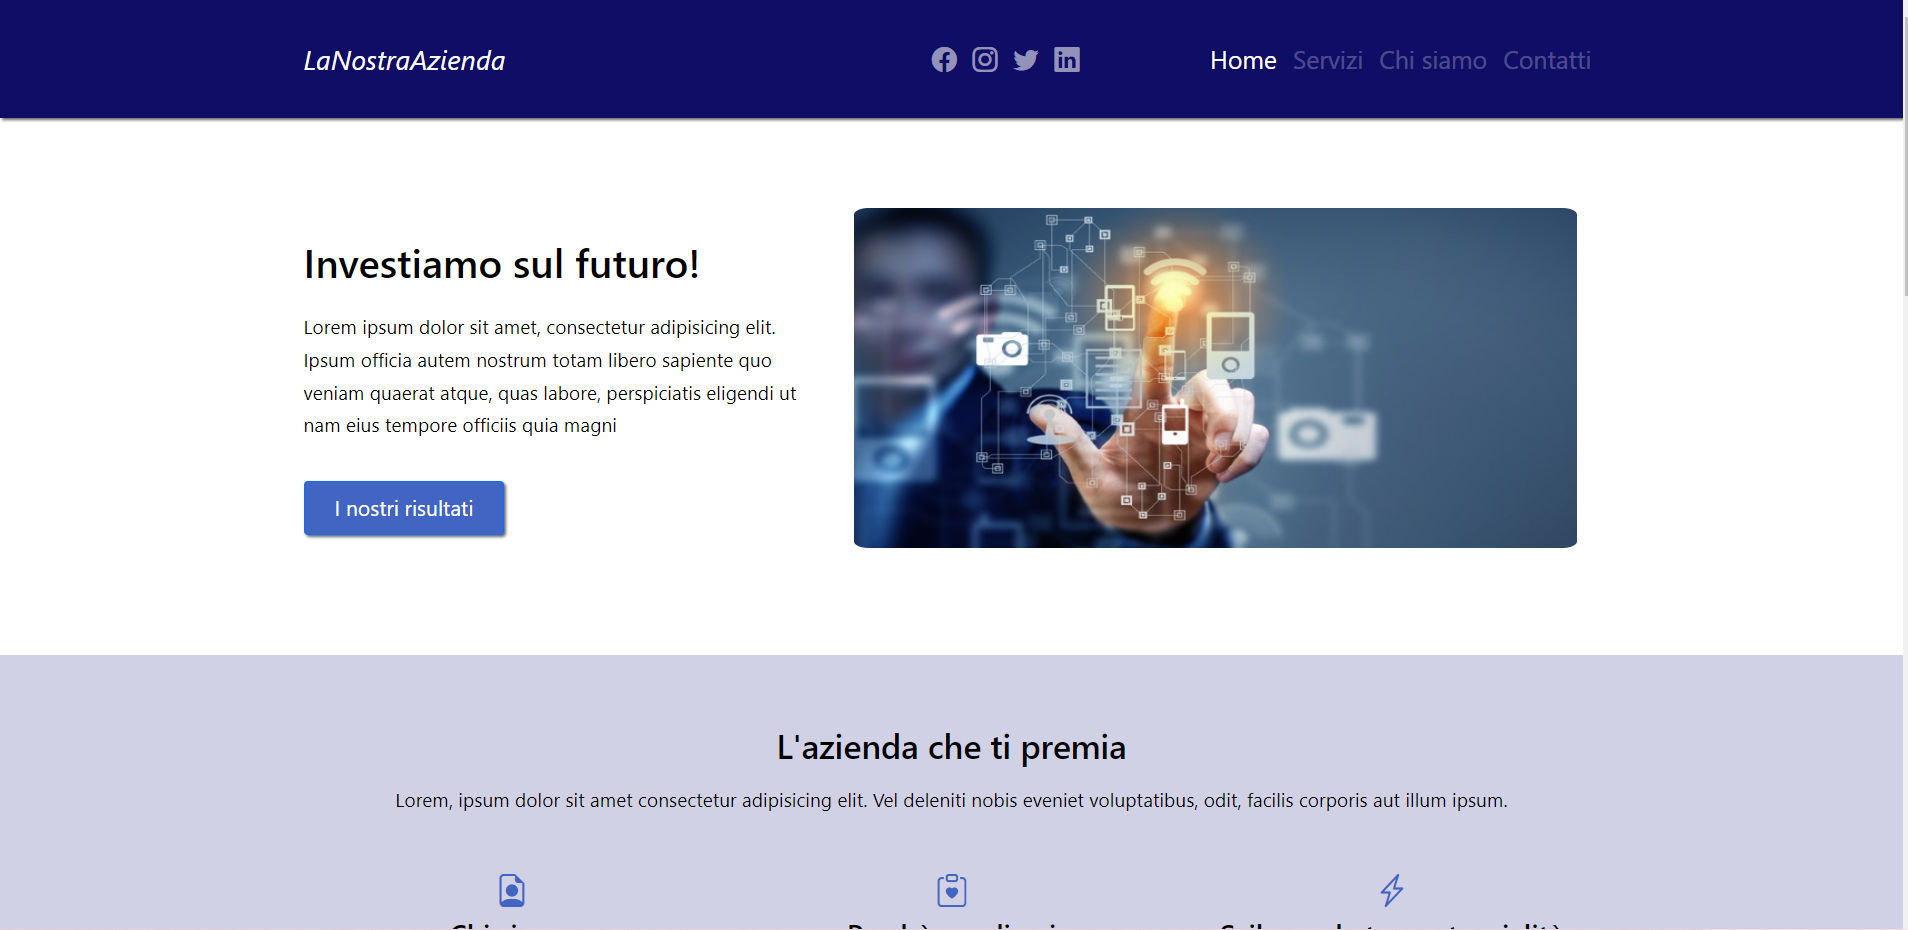 LaNostraAzienda
Home Servizi Chi siamo Contatti
Investiamo sul futuro!
Lorem ipsum dolor sit amet, consectetur adipisicing elit.
Ipsum officia autem nostrum totam libero sapiente quo
veniam quaerat atque, quas labore, perspiciatis eligendi ut
nam eius tempore officiis quia magni
I nostri risultati
L'azienda che ti premia
Lorem, ipsum dolor sit amet consectetur adipisicing elit. Vel deleniti nobis eveniet voluptatibus, odit, facilis corporis aut illum ipsum.